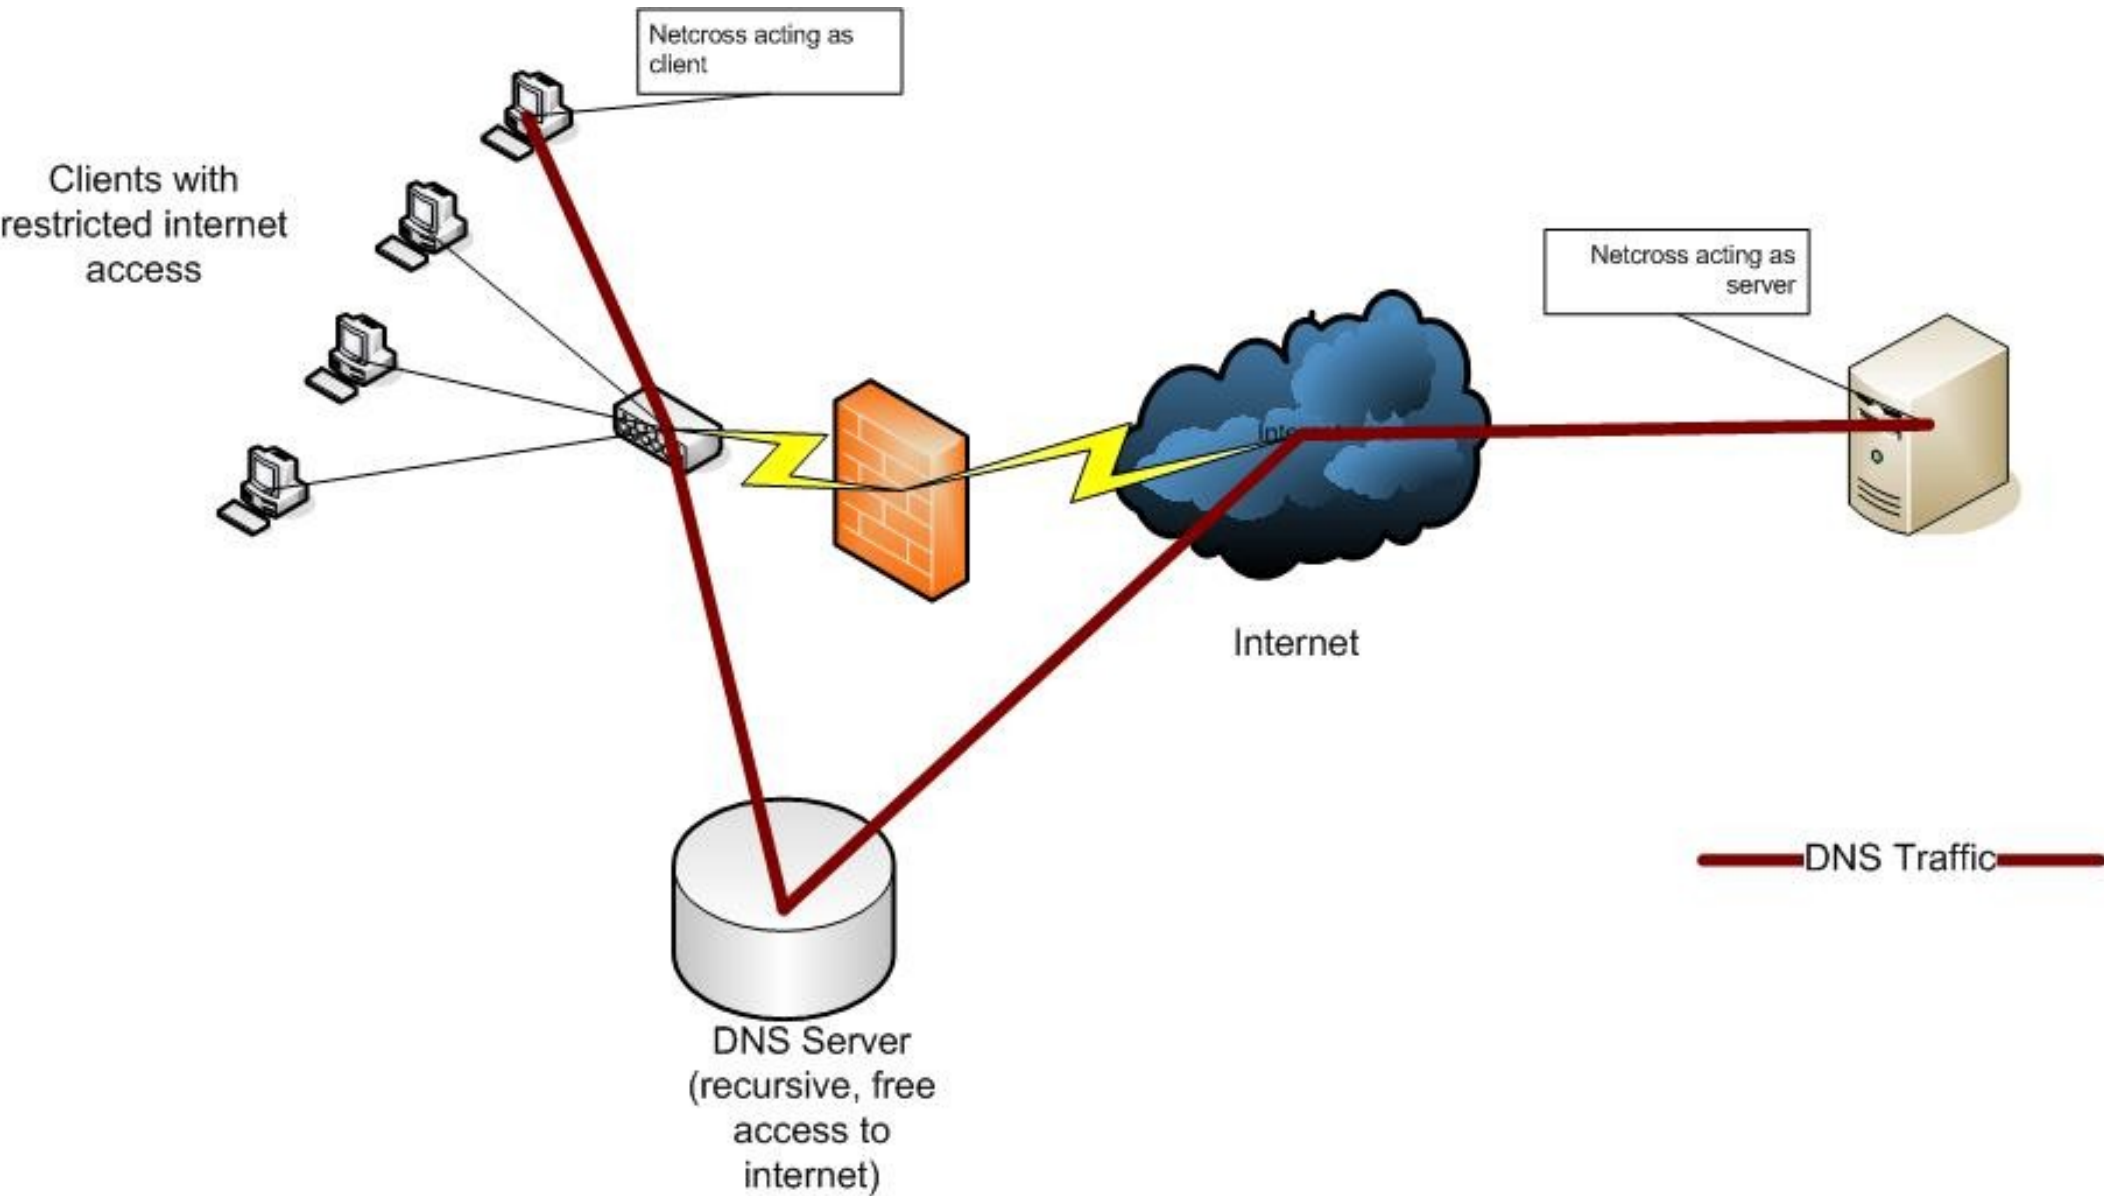 Netcross acting as
client
Clients with
restricted internet
access
Netcross acting as
server
Internet
DNS Traffic
DNS Server
(recursive, free
access to
internet)